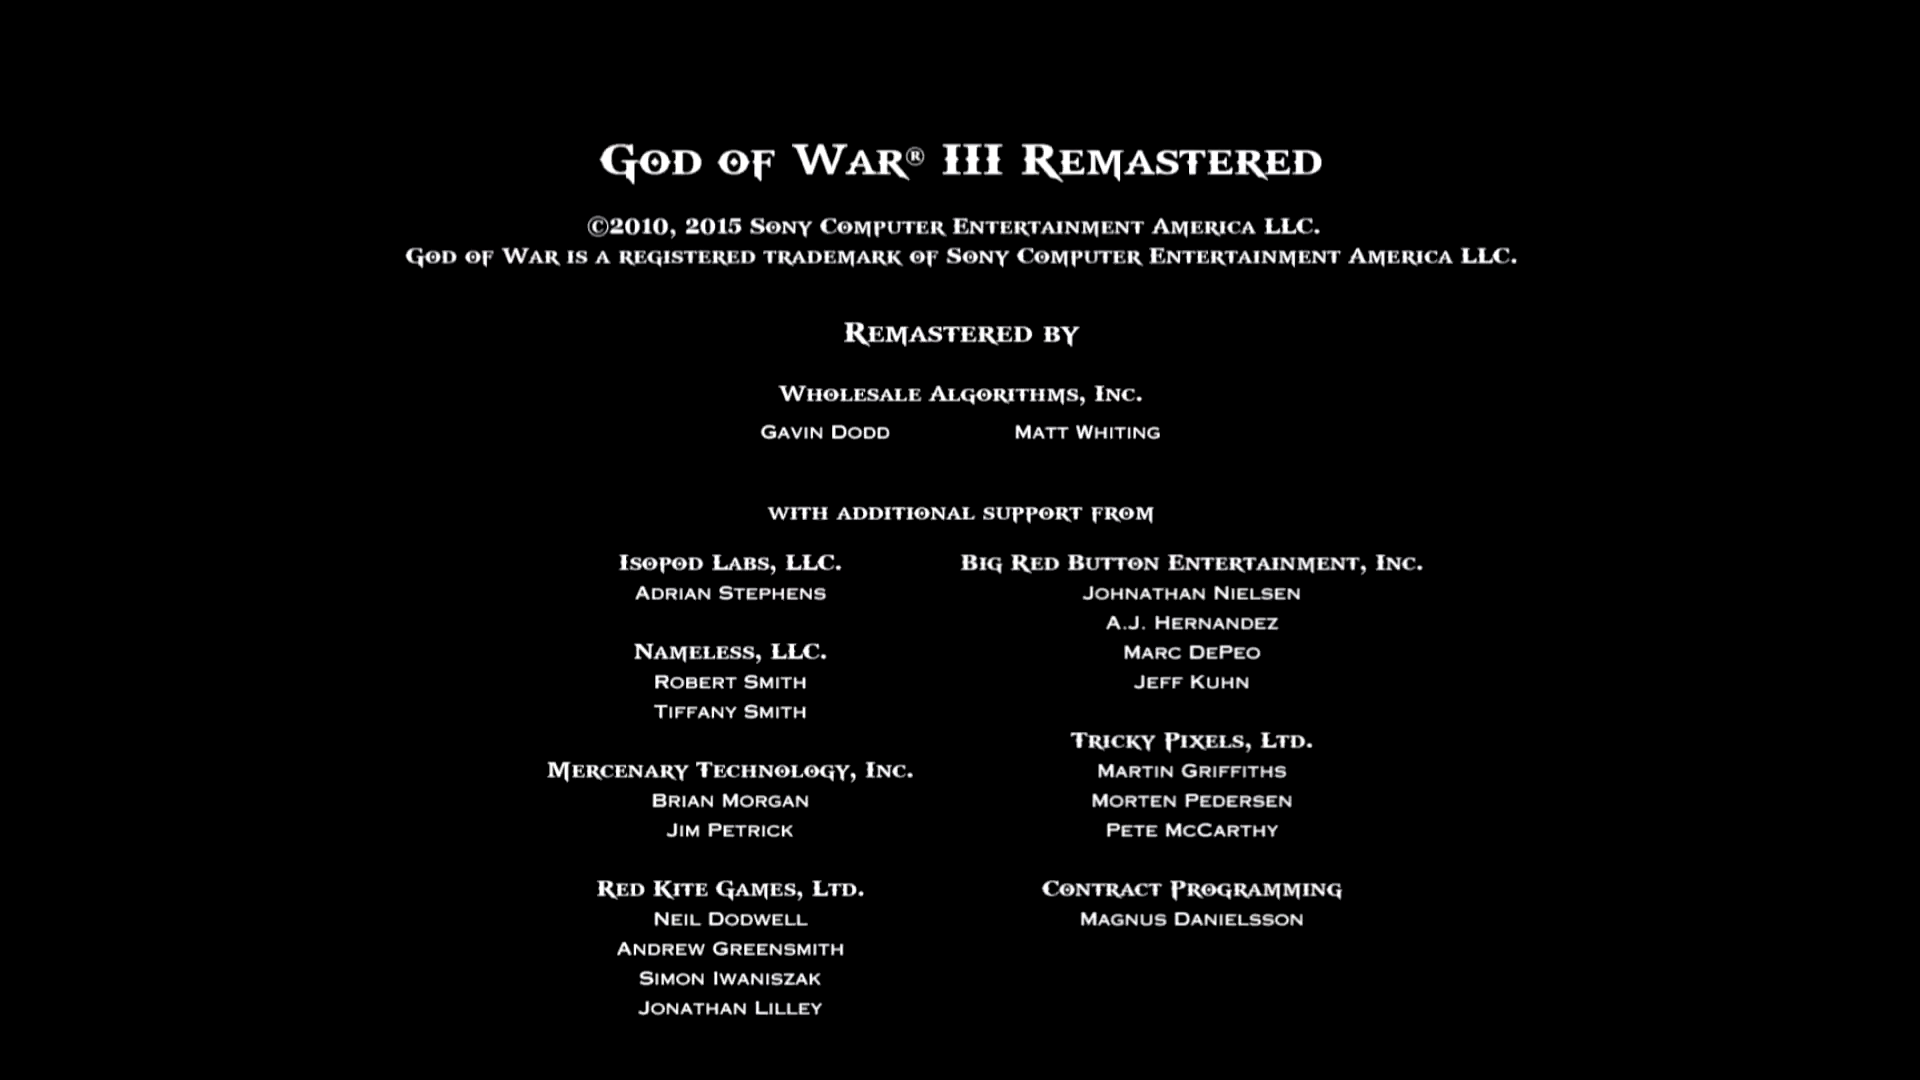 God of War® III Remastered
©2010, 2015 Sony Computer Entertainment America LLC.
God of War is a registered trademark of Sony Computer Entertainment America LLC.
Remastered by
Wholesale Algorithms, Inc.
Gavin Dodd
Matt Whiting
with additional support from
Isopod Labs, LLC.
Adrian Stephens
Nameless, LLC.
Robert Smith
Tiffany Smith
Mercenary Technology, Inc.
Brian Morgan
Jim Petrick
Red Kite Games, Ltd.
Neil Dodwell
Andrew Greensmith
Simon Iwaniszak
Jonathan Lilley
Big Red Button Entertainment, Inc.
Johnathan Nielsen
A.J. Hernandez
Marc DePeo
Jeff Kuhn
Tricky Pixels, Ltd.
Martin Griffiths
Morten Pedersen
Pete McCarthy
Contract Programming
Magnus Danielsson